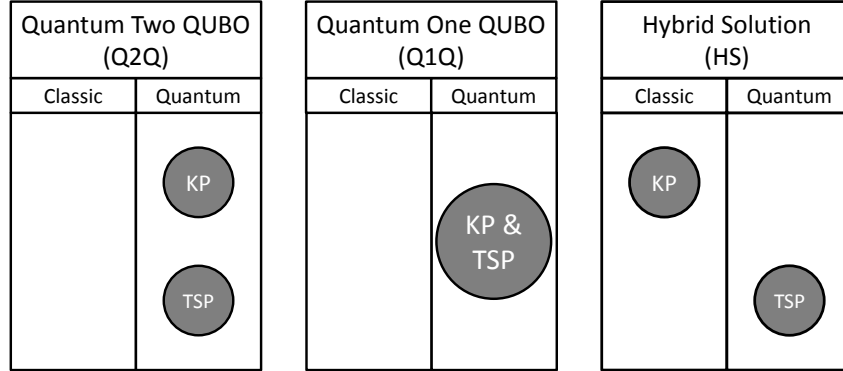 Quantum Two QUBO
(Q2Q)
Classic
Quantum
KP
TSP
Quantum One QUBO
(Q1Q)
Classic
Quantum
KP &
TSP
Hybrid Solution
(HS)
Classic
Quantum
KP
TSP